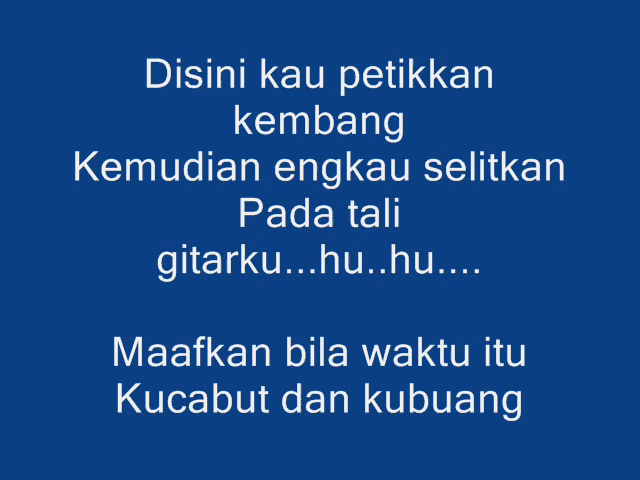 Disini kau petikkan
kembang
Kemudian engkau selitkan
Pada tali
gitarku...hu..hu....
Maafkan bila waktu itu
Kucabut dan kubuang